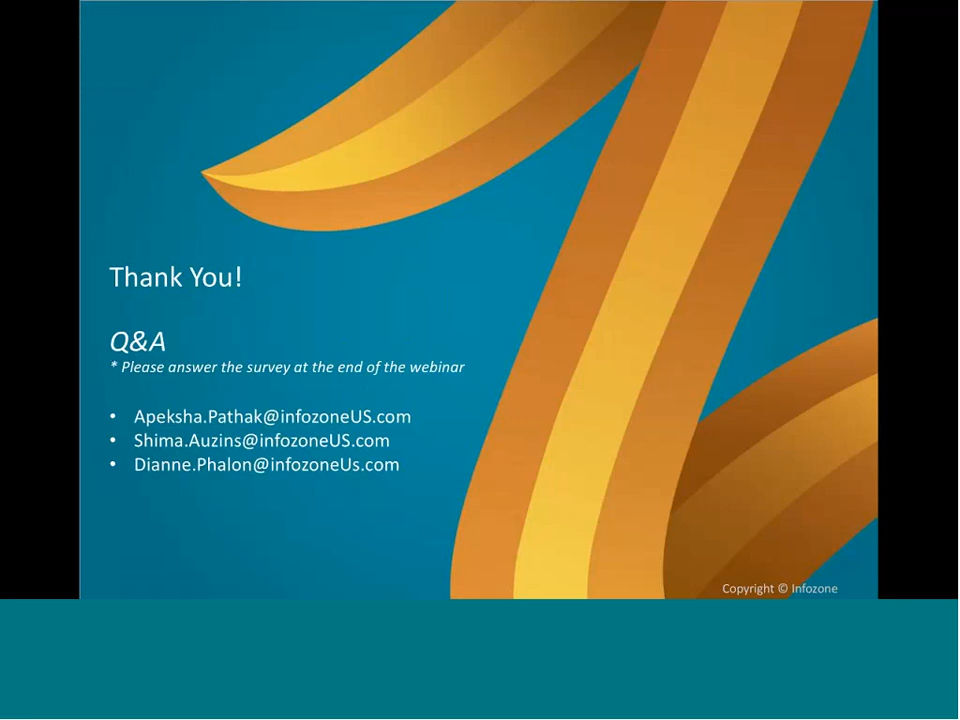 Thank You!
Q&A
* Please answer the survey at the end of the webinar
• Apeksha.Pathak@infozoneUS.com
• Shima.Auzins@infozoneUS.com
• Dianne.Phalon@infozoneUs.com
Copyright © Infozone